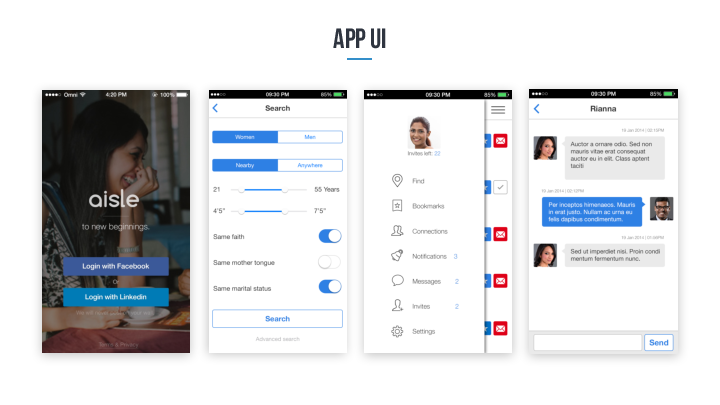 APP UI
Omni
4:20 PM
100%
aisle
to new beginnings.
Login with Facebook
Or
Login with Linkedin
Terms & Privacy
09:30 PM
85%
Search
Women
Men
Nearby
Anywhere
21
55 Years
4'5"
7'5"
Same faith
Same mother tongue
Same marital status
Search
Advanced search
09:30 PM
85%
Invites left: 22
Find
Bookmarks
Connections
Notifications 3
Messages 2
Invites 2
Settings
09:30 PM
85%
Rianna
16 Jan 2014 | 02:15PM
Auctor a ornare odio. Sed non
mauris vitae erat consequat
auctor eu in elit. Class aptent
taciti
16 Jan 2014 | 02:12PM
Per inceptos himenaeos. Mauris
in erat justo. Nullam ac urna eu
felis dapibus condimentum.
16 Jan 2014 | 01:49PM
Sed ut imperdiet nisi. Proin condi
mentum fermentum nunc.
Send